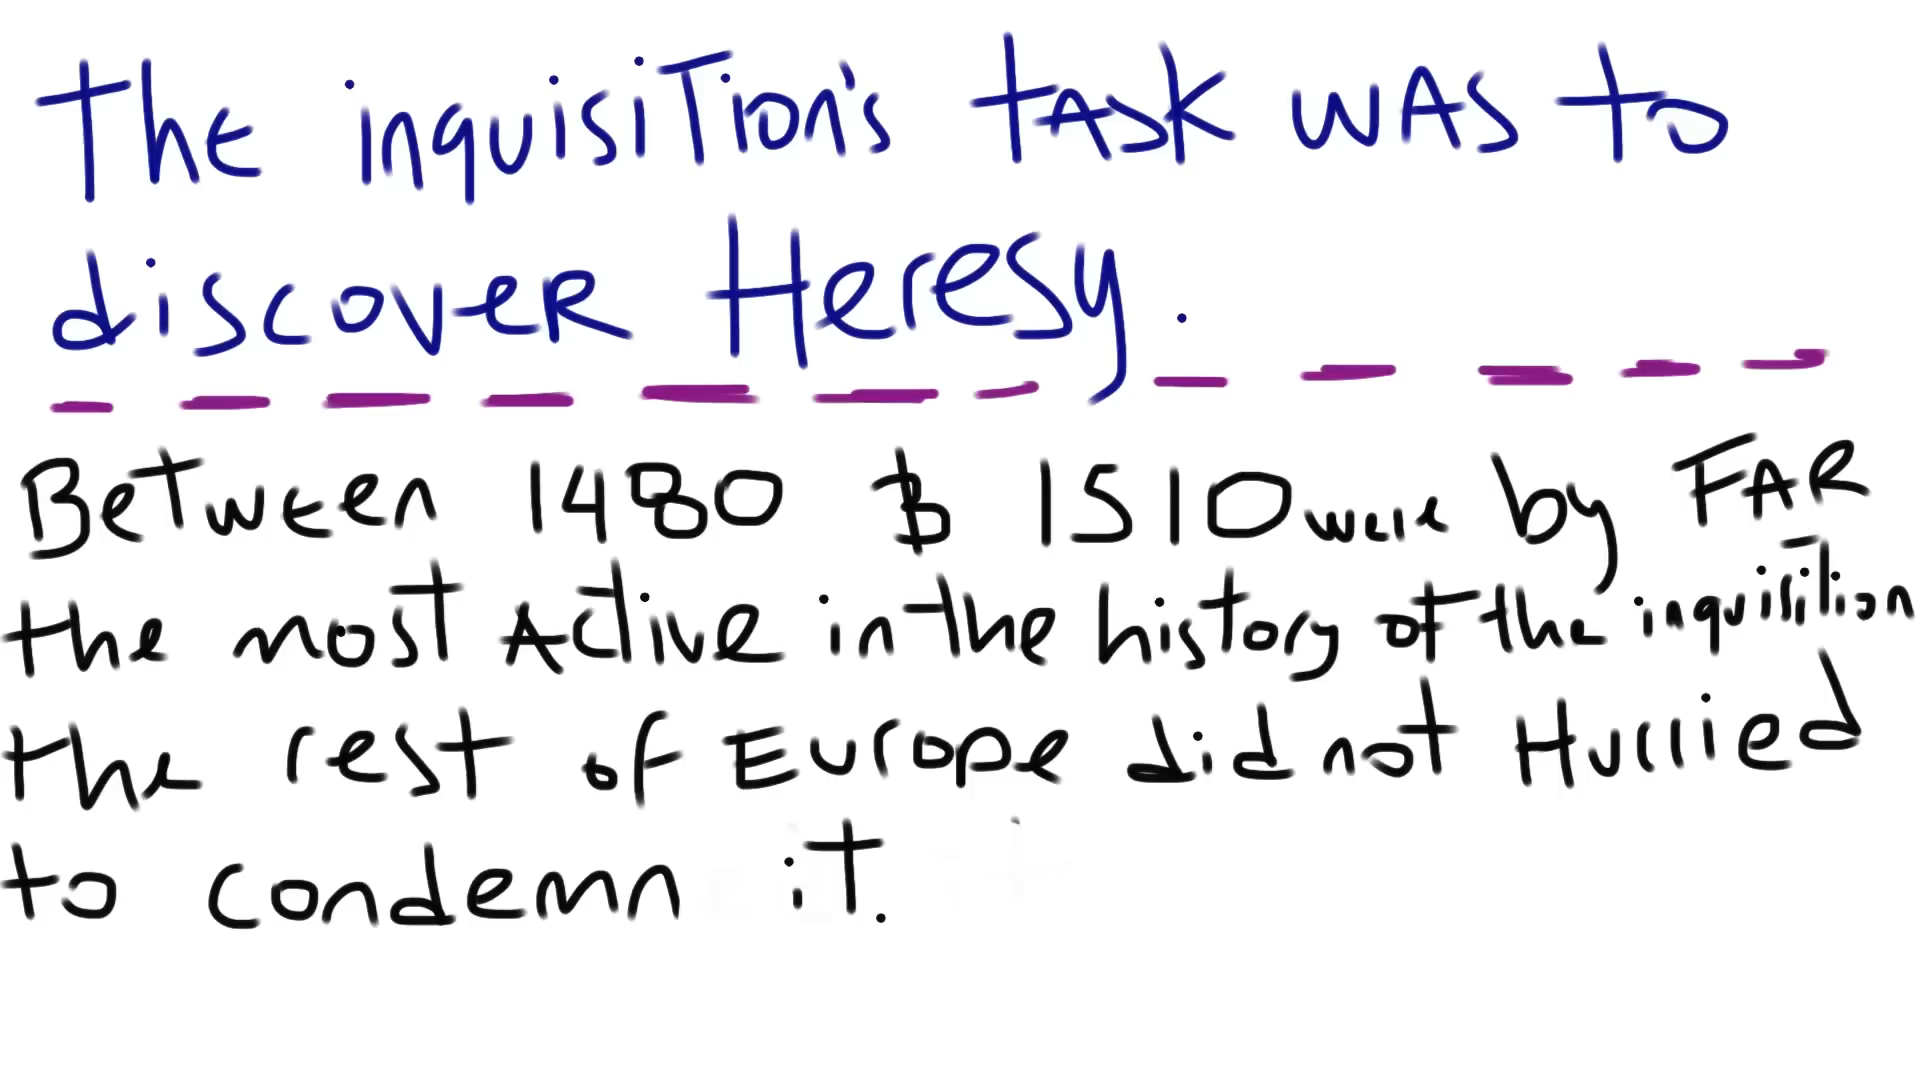 The inquisition's task was to
discover Heresy.
Between 1480 & 1510 were by FAR
the most Active in the history of the inquisition
the rest of Europe did not Hurried
to condemn it.